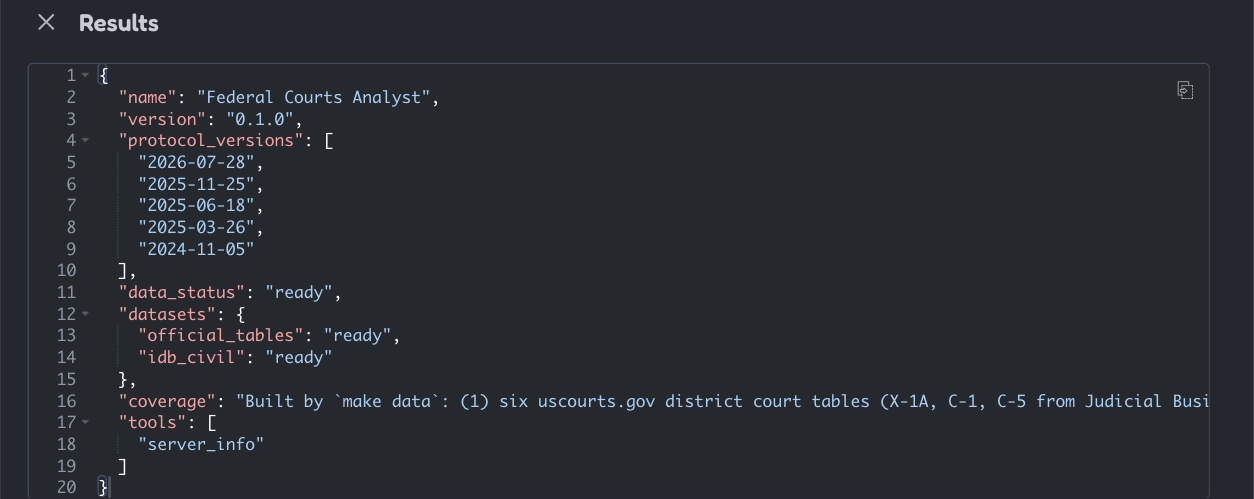 Results
1 {
2 "name": "Federal Courts Analyst",
3 "version": "0.1.0",
4 "protocol_versions": [
5 "2026-07-28",
6 "2025-11-25",
7 "2025-06-18",
8 "2025-03-26",
9 "2024-11-05"
10 ],
11 "data_status": "ready",
12 "datasets": {
13 "official_tables": "ready",
14 "idb_civil": "ready"
15 },
16 "coverage": "Built by `make data`: (1) six uscourts.gov district court tables (X-1A, C-1, C-5 from Judicial Busi
17 "tools": [
18 "server_info"
19 ]
20 }